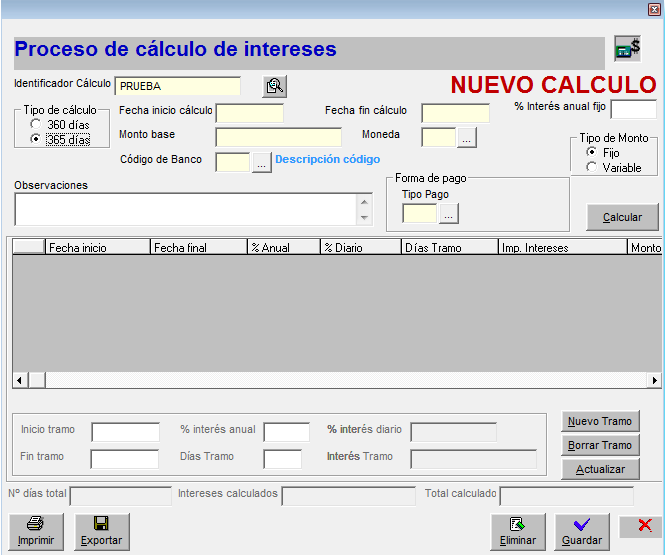 Proceso de cálculo de intereses
Identificador Cálculo PRUEBA
NUEVO CALCULO
Tipo de cálculo
360 días
365 días
Fecha inicio cálculo
Fecha fin cálculo
% Interés anual fijo
Monto base
Moneda
...
Código de Banco
...
Descripción código
Tipo de Monto
Fijo
Variable
Observaciones
Forma de pago
Tipo Pago
...
Calcular
Fecha inicio Fecha final % Anual % Diario Días Tramo Imp. Intereses Monto
Inicio tramo % interés anual % interés diario
Fin tramo Días Tramo Interés Tramo
Nuevo Tramo
Borrar Tramo
Actualizar
Nº días total Intereses calculados Total calculado
Imprimir Exportar Eliminar Guardar